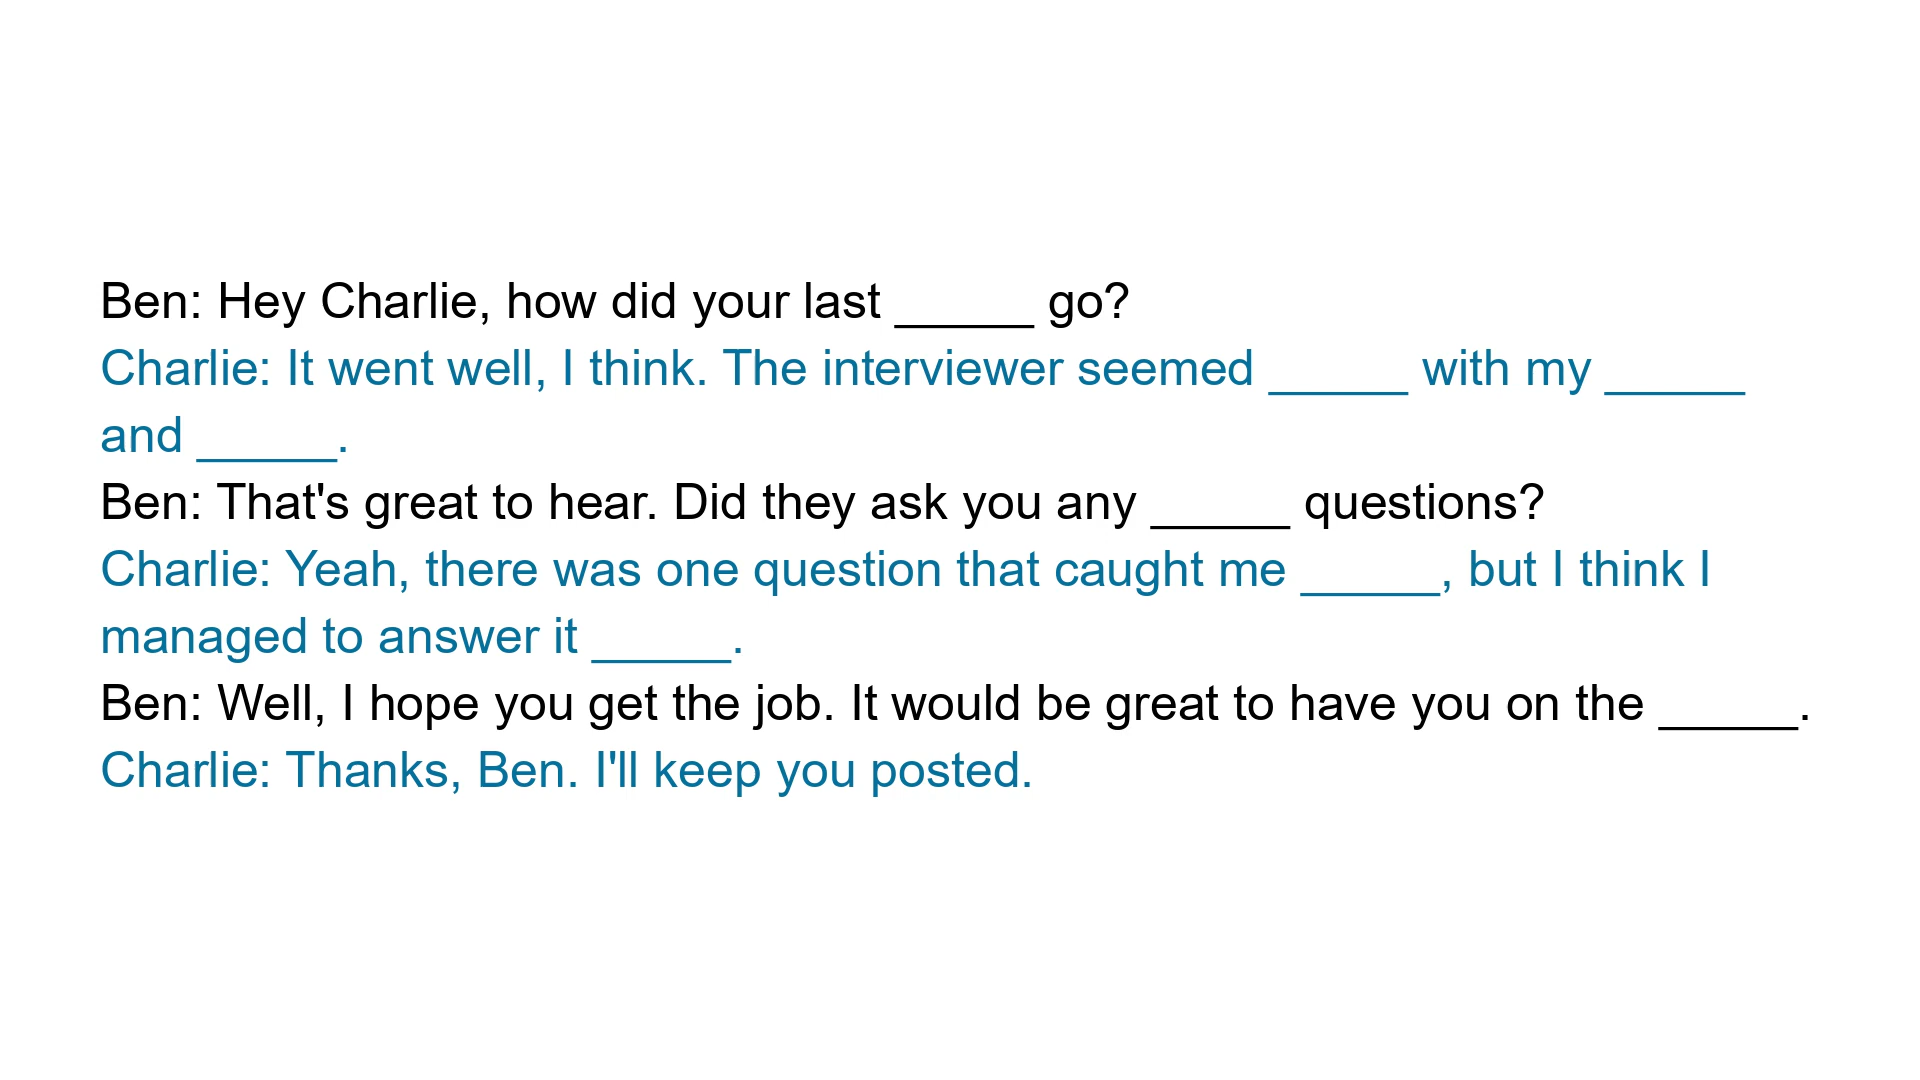 Ben: Hey Charlie, how did your last _____ go?
Charlie: It went well, I think. The interviewer seemed _____ with my _____
and _____.
Ben: That's great to hear. Did they ask you any _____ questions?
Charlie: Yeah, there was one question that caught me _____, but I think I
managed to answer it _____.
Ben: Well, I hope you get the job. It would be great to have you on the _____.
Charlie: Thanks, Ben. I'll keep you posted.